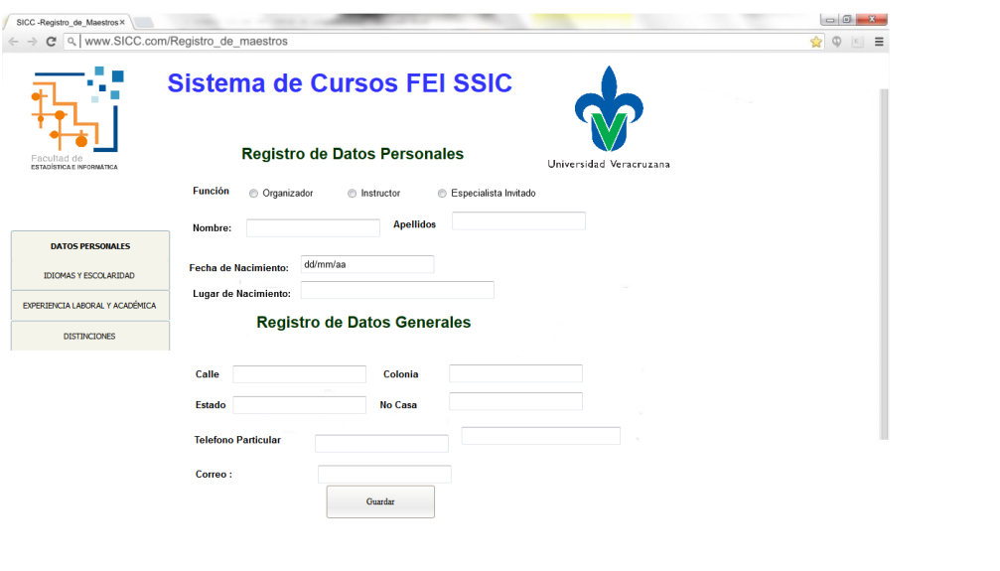 SICC -Registro_de_Maestros×
www.SICC.com/Registro_de_maestros
Sistema de Cursos FEI SSIC
Facultad de
ESTADÍSTICA E INFORMÁTICA
Universidad Veracruzana
Registro de Datos Personales
Función Organizador Instructor Especialista Invitado
Nombre: Apellidos
Fecha de Nacimiento: dd/mm/aa
Lugar de Nacimiento:
DATOS PERSONALES
IDIOMAS Y ESCOLARIDAD
EXPERIENCIA LABORAL Y ACADÉMICA
DISTINCIONES
Registro de Datos Generales
Calle Colonia
Estado No Casa
Telefono Particular
Correo :
Guardar